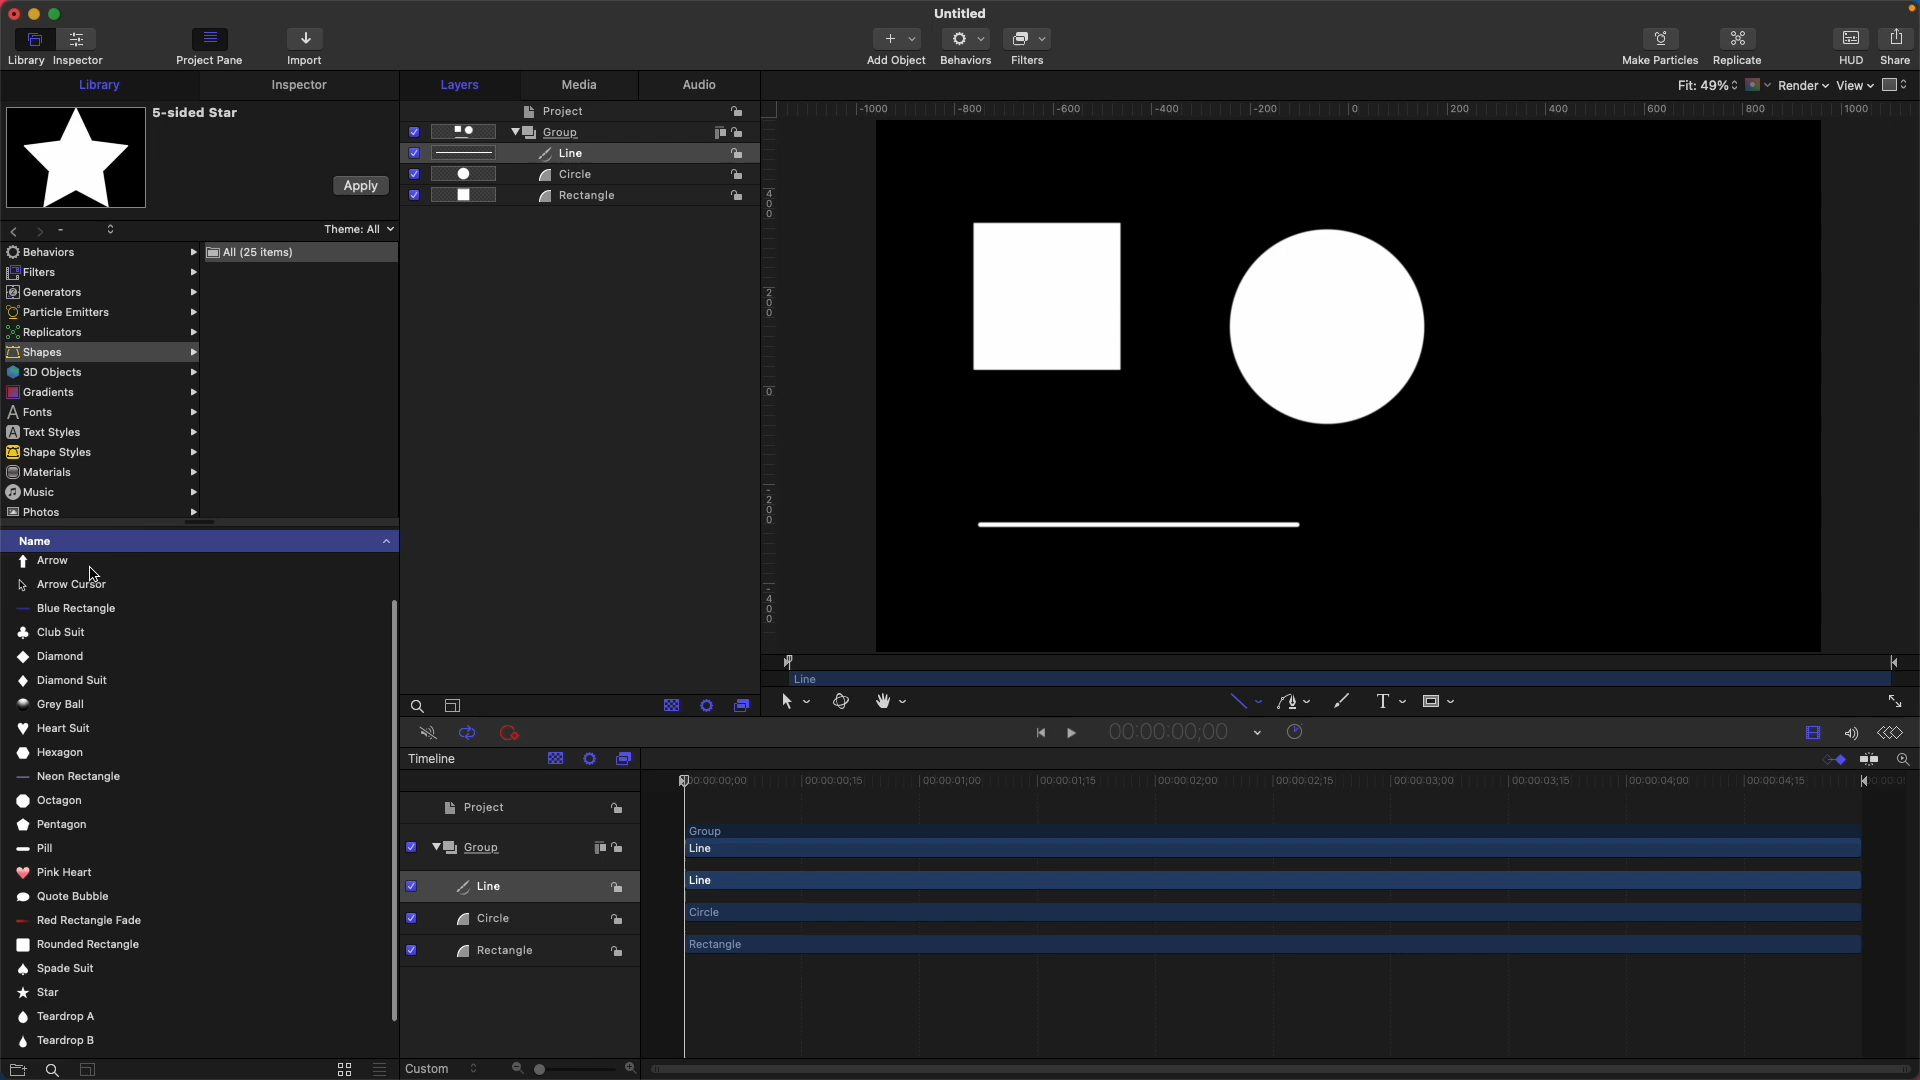 Untitled
Library Inspector Project Pane Import Add Object Behaviors Filters Make Particles Replicate HUD Share
Library Inspector Layers Media Audio Fit: 49% Render View
5-sided Star
Apply
- Theme: All
Behaviors
Filters
Generators
Particle Emitters
Replicators
Shapes
3D Objects
Gradients
Fonts
Text Styles
Shape Styles
Materials
Music
Photos
All (25 items)
Name
Arrow
Arrow Cursor
Blue Rectangle
Club Suit
Diamond
Diamond Suit
Grey Ball
Heart Suit
Hexagon
Neon Rectangle
Octagon
Pentagon
Pill
Pink Heart
Quote Bubble
Red Rectangle Fade
Rounded Rectangle
Spade Suit
Star
Teardrop A
Teardrop B
Project
Group
Line
Circle
Rectangle
-1000 -800 -600 -400 -200 0 200 400 600 800 1000
400
200
0
-200
-400
Line
T
00:00:00:00
Timeline
00:00:00;00 00:00:00;15 00:00:01;00 00:00:01;15 00:00:02;00 00:00:02;15 00:00:03;00 00:00:03;15 00:00:04;00 00:00:04;15
Project
Group
Line
Circle
Rectangle
Group
Line
Line
Circle
Rectangle
Custom